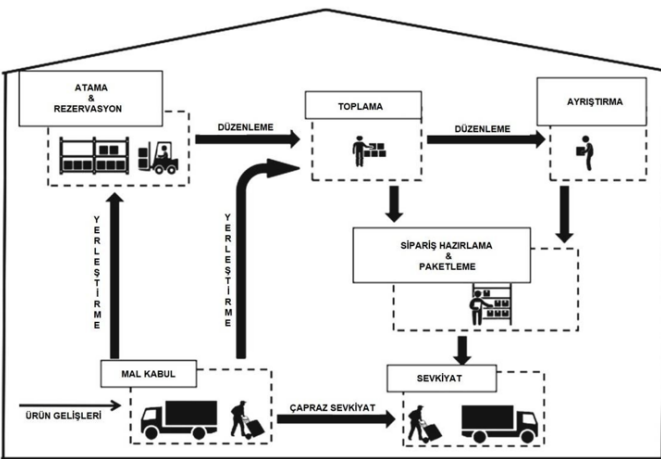 ATAMA
&
REZERVASYON
DÜZENLEME
TOPLAMA
DÜZENLEME
AYRIŞTIRMA
YERLEŞTİRME
YERLEŞTİRME
SİPARİŞ HAZIRLAMA
&
PAKETLEME
MAL KABUL
SEVKİYAT
ÜRÜN GELİŞLERİ
ÇAPRAZ SEVKİYAT